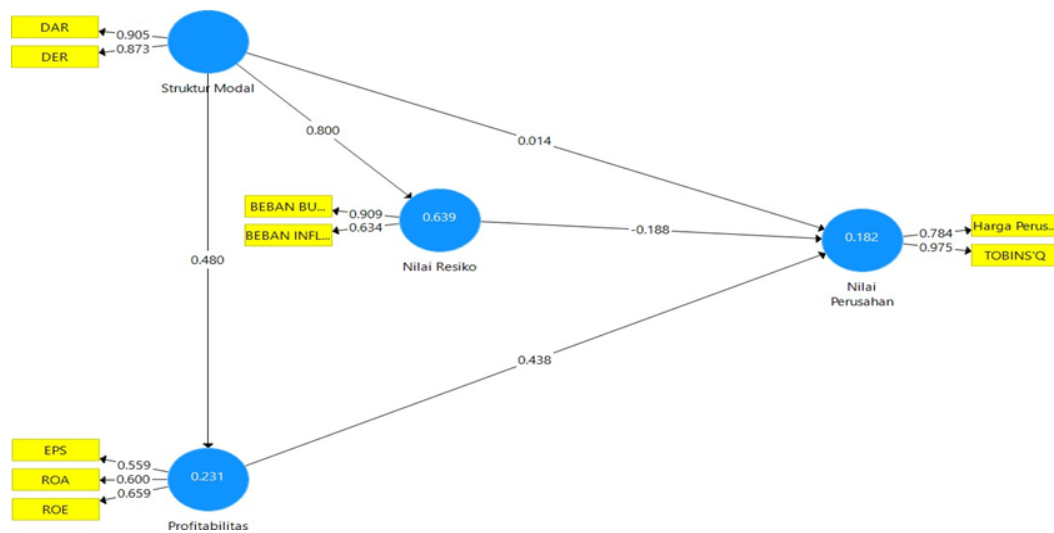 DAR
0.905
DER
0.873
Struktur Modal
0.800
0.014
BEBAN BU...
0.909
BEBAN INFL...
0.634
0.639
Nilai Resiko
-0.188
0.182
Nilai
Perusahan
0.784
Harga Perus...
0.975
TOBINS'Q
0.480
0.438
EPS
0.559
ROA
0.600
ROE
0.659
0.231
Profitabilitas